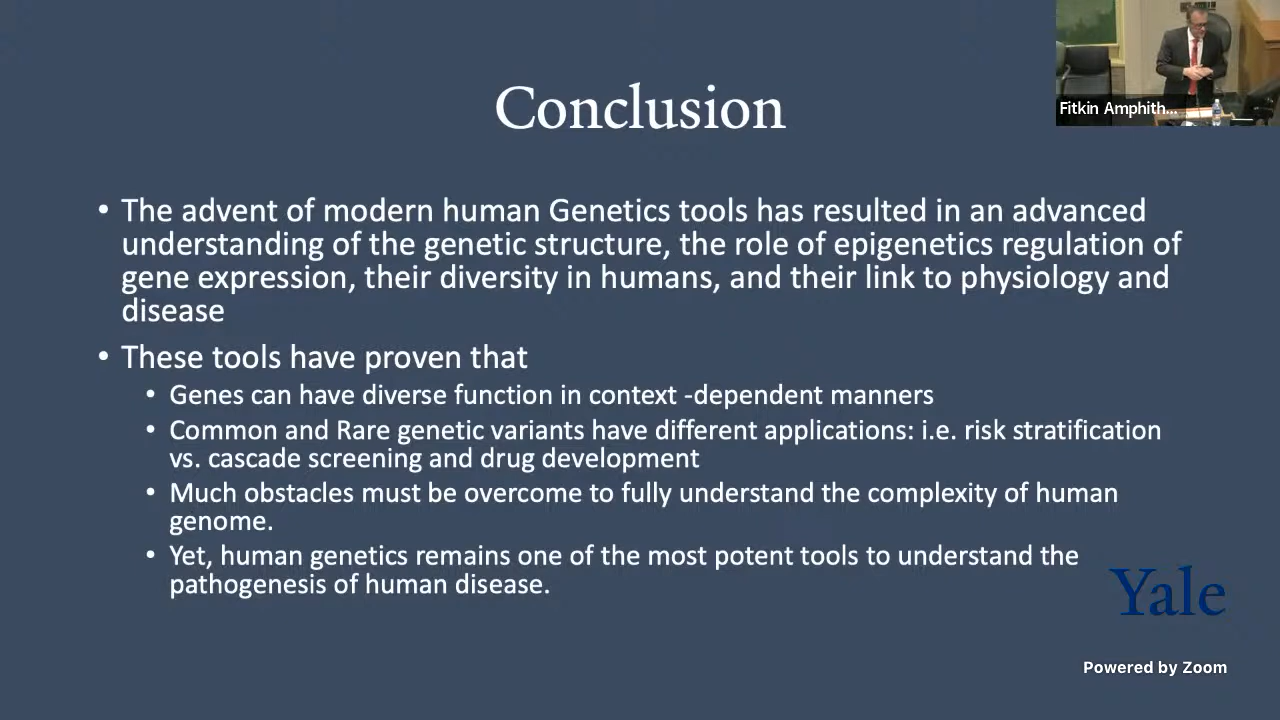 Fitkin Amphith...
Conclusion
• The advent of modern human Genetics tools has resulted in an advanced
understanding of the genetic structure, the role of epigenetics regulation of
gene expression, their diversity in humans, and their link to physiology and
disease
• These tools have proven that
• Genes can have diverse function in context -dependent manners
• Common and Rare genetic variants have different applications: i.e. risk stratification
vs. cascade screening and drug development
• Much obstacles must be overcome to fully understand the complexity of human
genome.
• Yet, human genetics remains one of the most potent tools to understand the
pathogenesis of human disease.
Yale
Powered by Zoom